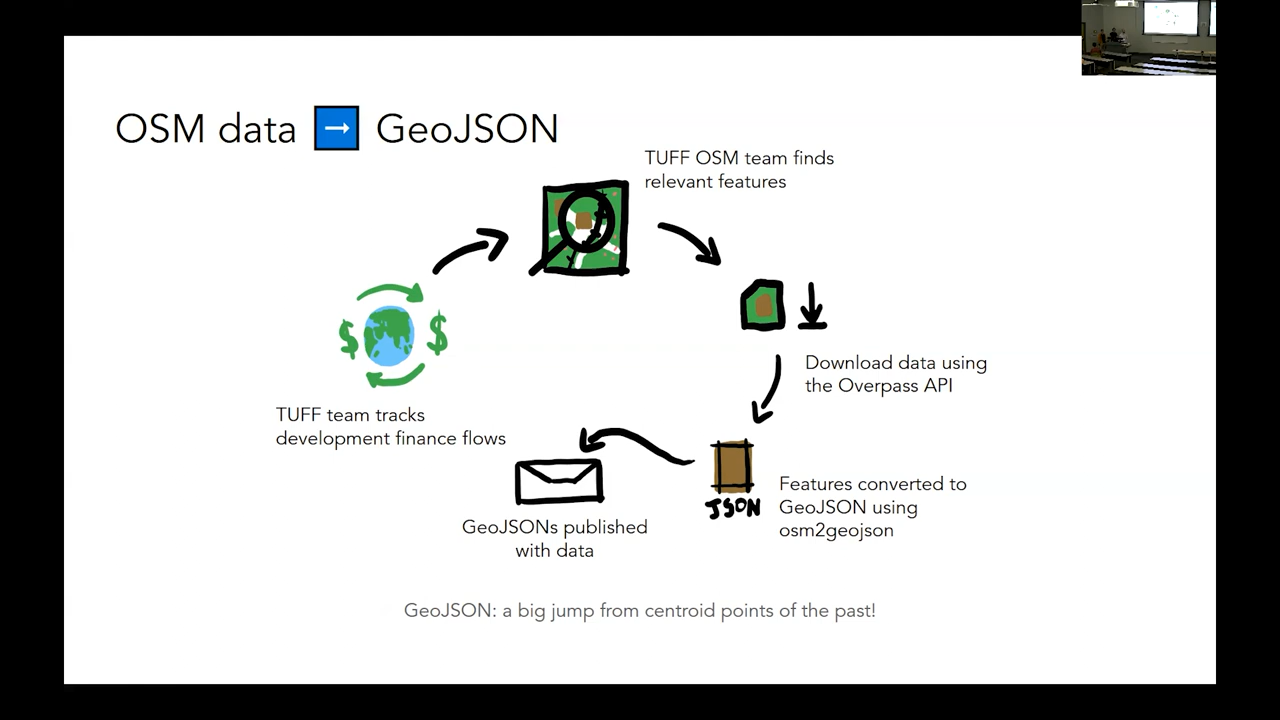 OSM data ➡ GeoJSON
TUFF OSM team finds
relevant features
Download data using
the Overpass API
$ $
TUFF team tracks
development finance flows
JSON
Features converted to
GeoJSON using
osm2geojson
GeoJSONs published
with data
GeoJSON: a big jump from centroid points of the past!